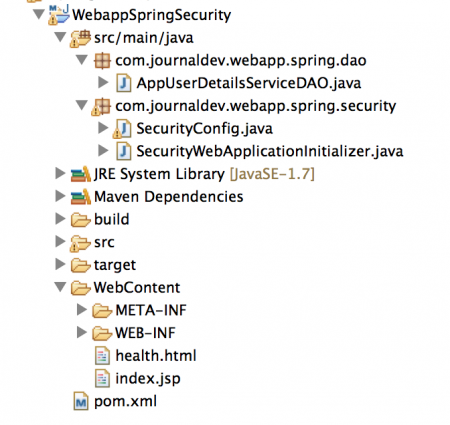 WebappSpringSecurity
src/main/java
com.journaldev.webapp.spring.dao
AppUserDetailsServiceDAO.java
com.journaldev.webapp.spring.security
SecurityConfig.java
SecurityWebApplicationInitializer.java
JRE System Library [JavaSE-1.7]
Maven Dependencies
build
src
target
WebContent
META-INF
WEB-INF
health.html
index.jsp
pom.xml